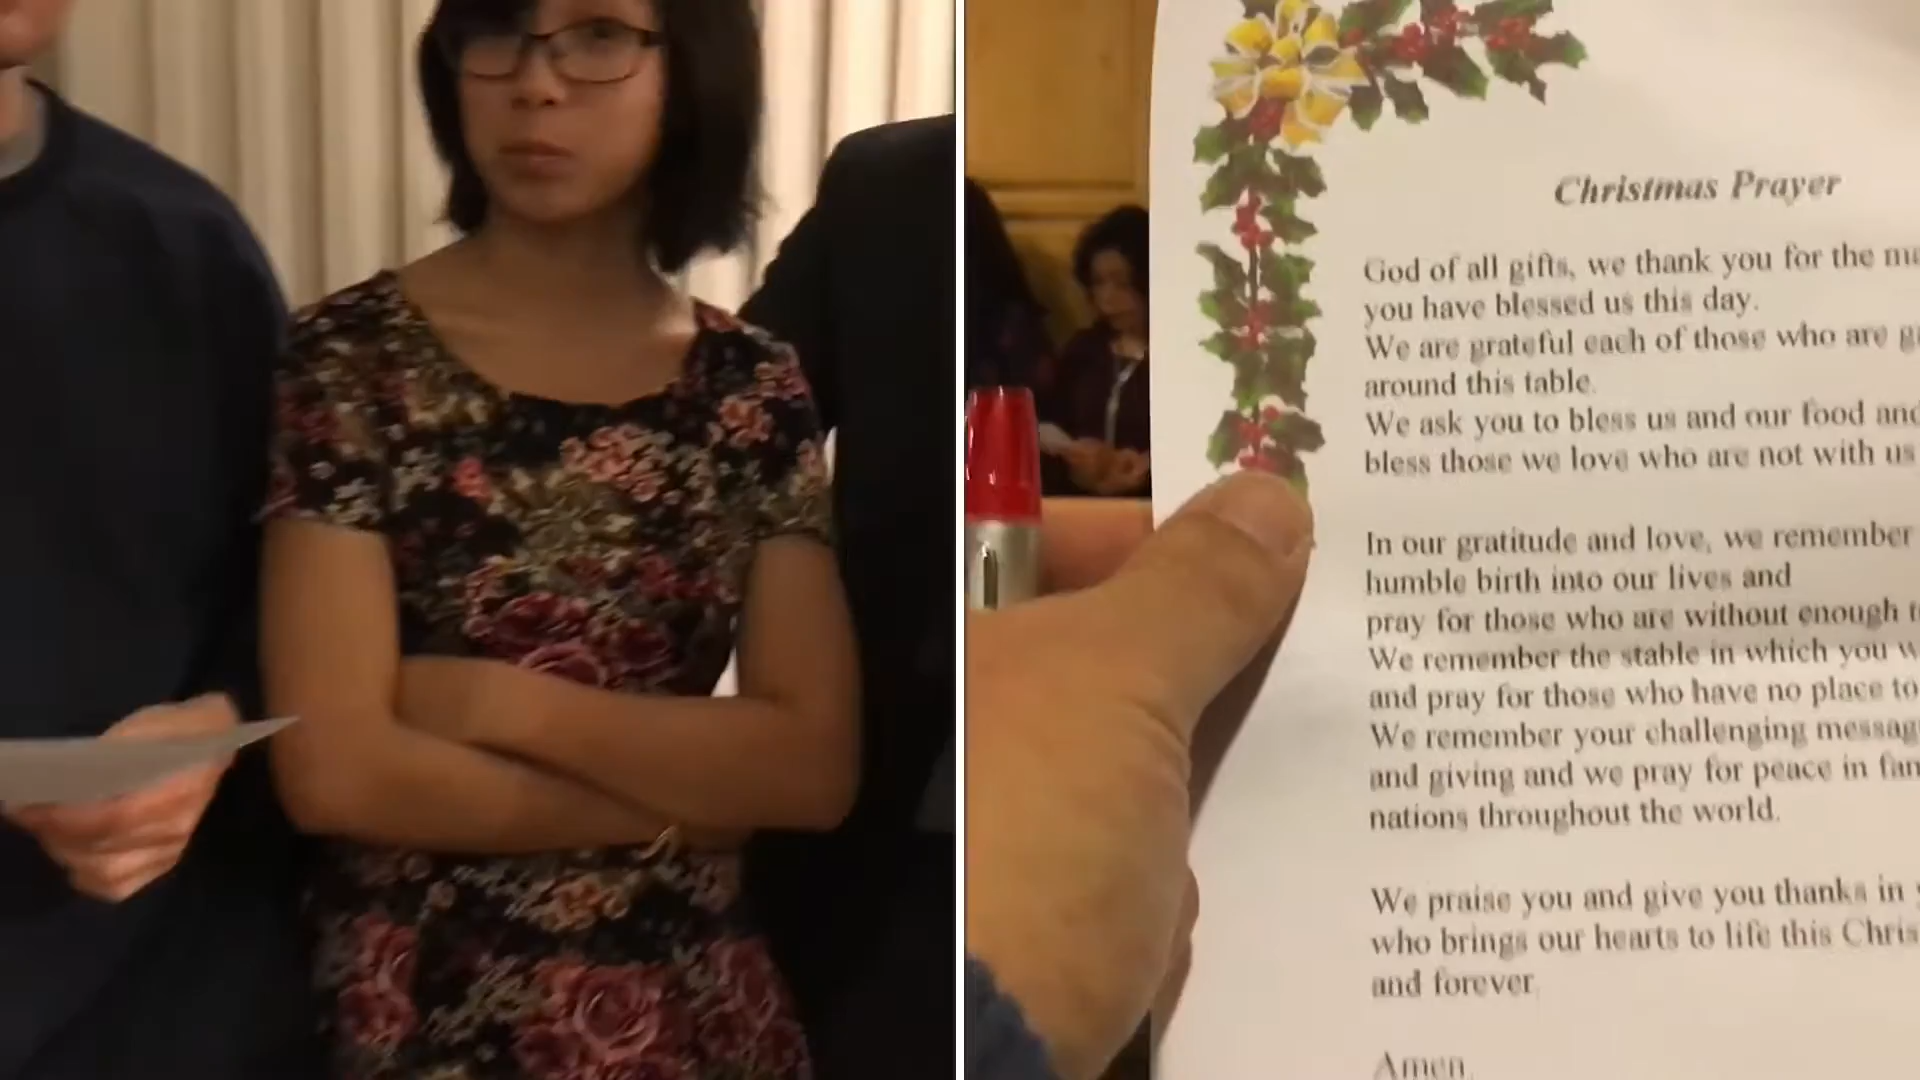 Christmas Prayer
God of all gifts, we thank you for the
you have blessed us this day.
We are grateful each of those who are
around this table.
We ask you to bless us and our food and
bless those we love who are not with us
In our gratitude and love, we remember
humble birth into our lives and
pray for those who are without enough
We remember the stable in which you
and pray for those who have no place to
We remember your challenging
and giving and we pray for peace in
nations throughout the world.
We praise you and give you thanks in
who brings our hearts to life this
and forever
Amen.